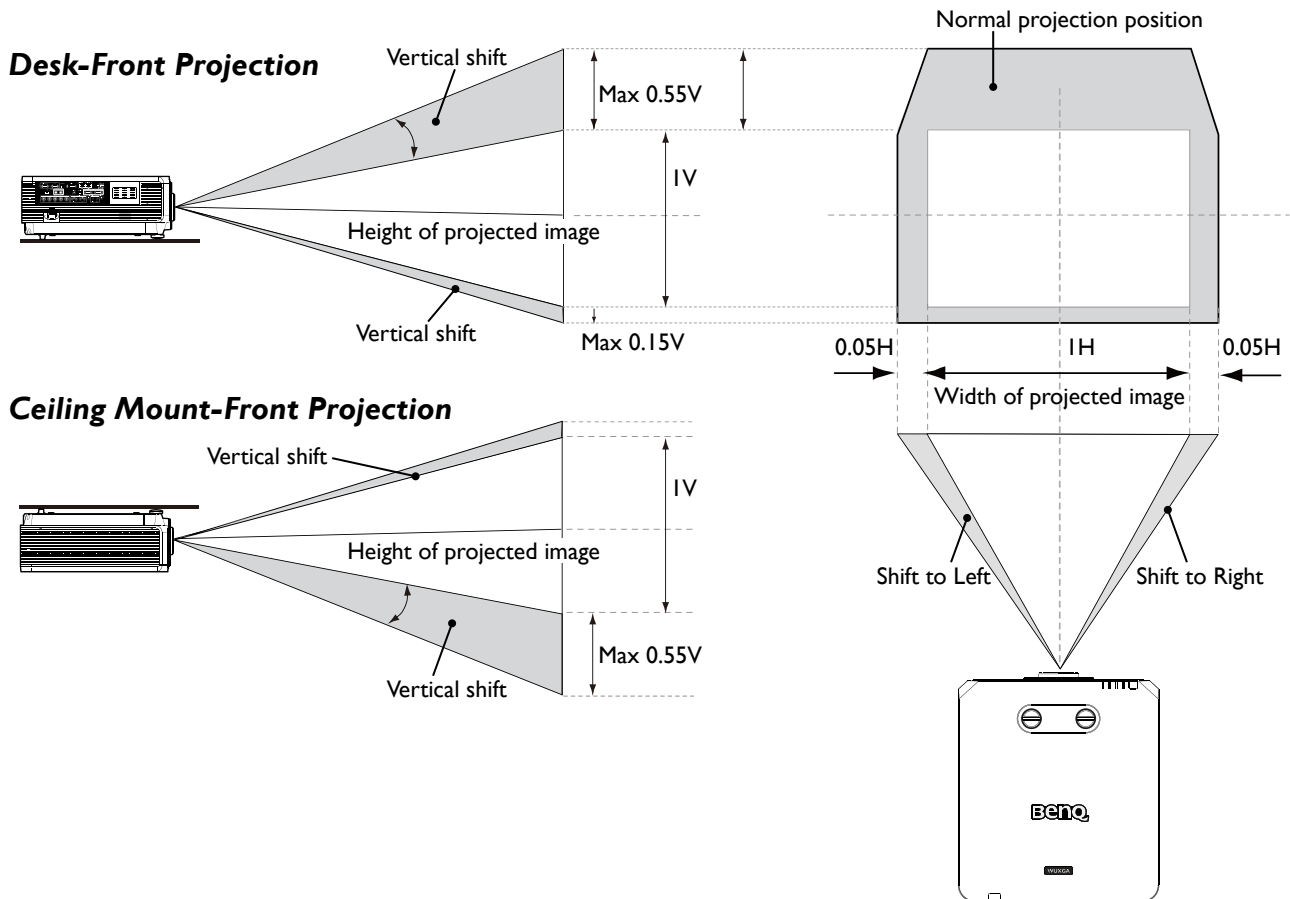 Normal projection position
Desk-Front Projection
Vertical shift
Max 0.55V
1V
Height of projected image
Vertical shift
Max 0.15V
0.05H
1H
0.05H
Width of projected image
Ceiling Mount-Front Projection
Vertical shift
1V
Height of projected image
Shift to Left
Shift to Right
Max 0.55V
Vertical shift
BenQ
WUXGA